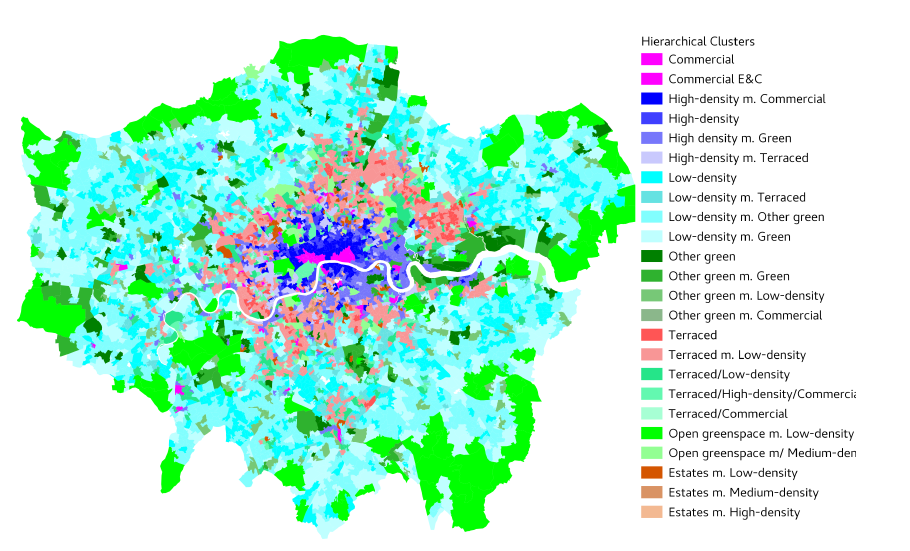 Hierarchical Clusters
Commercial
Commercial E&C
High-density m. Commercial
High-density
High density m. Green
High-density m. Terraced
Low-density
Low-density m. Terraced
Low-density m. Other green
Low-density m. Green
Other green
Other green m. Green
Other green m. Low-density
Other green m. Commercial
Terraced
Terraced m. Low-density
Terraced/Low-density
Terraced/High-density/Commercia
Terraced/Commercial
Open greenspace m. Low-density
Open greenspace m/ Medium-den
Estates m. Low-density
Estates m. Medium-density
Estates m. High-density